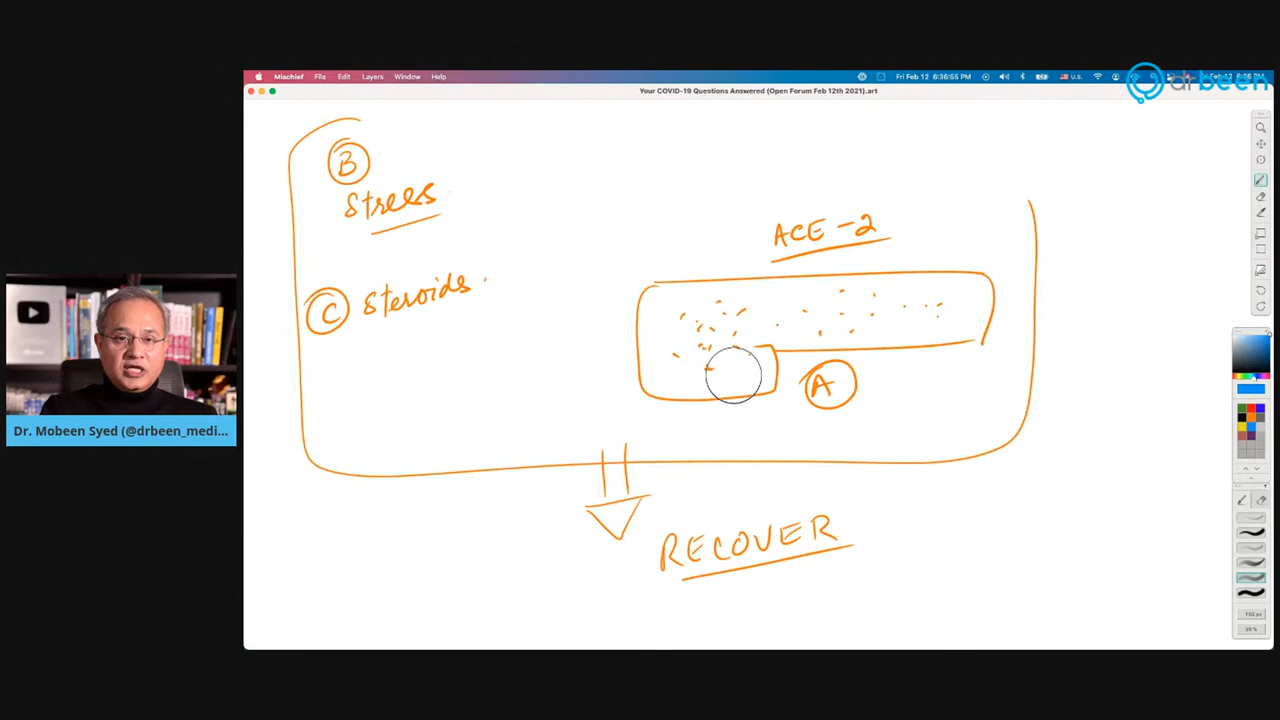 drbeen
Mischief File Edit Layers Window Help
Fri Feb 12 6:36:55 PM
U.S.
Your COVID-19 Questions Answered (Open Forum Feb 12th 2021).art
B
Stress
C Steroids.
ACE-2
A
RECOVER
Dr. Mobeen Syed (@drbeen_medi...